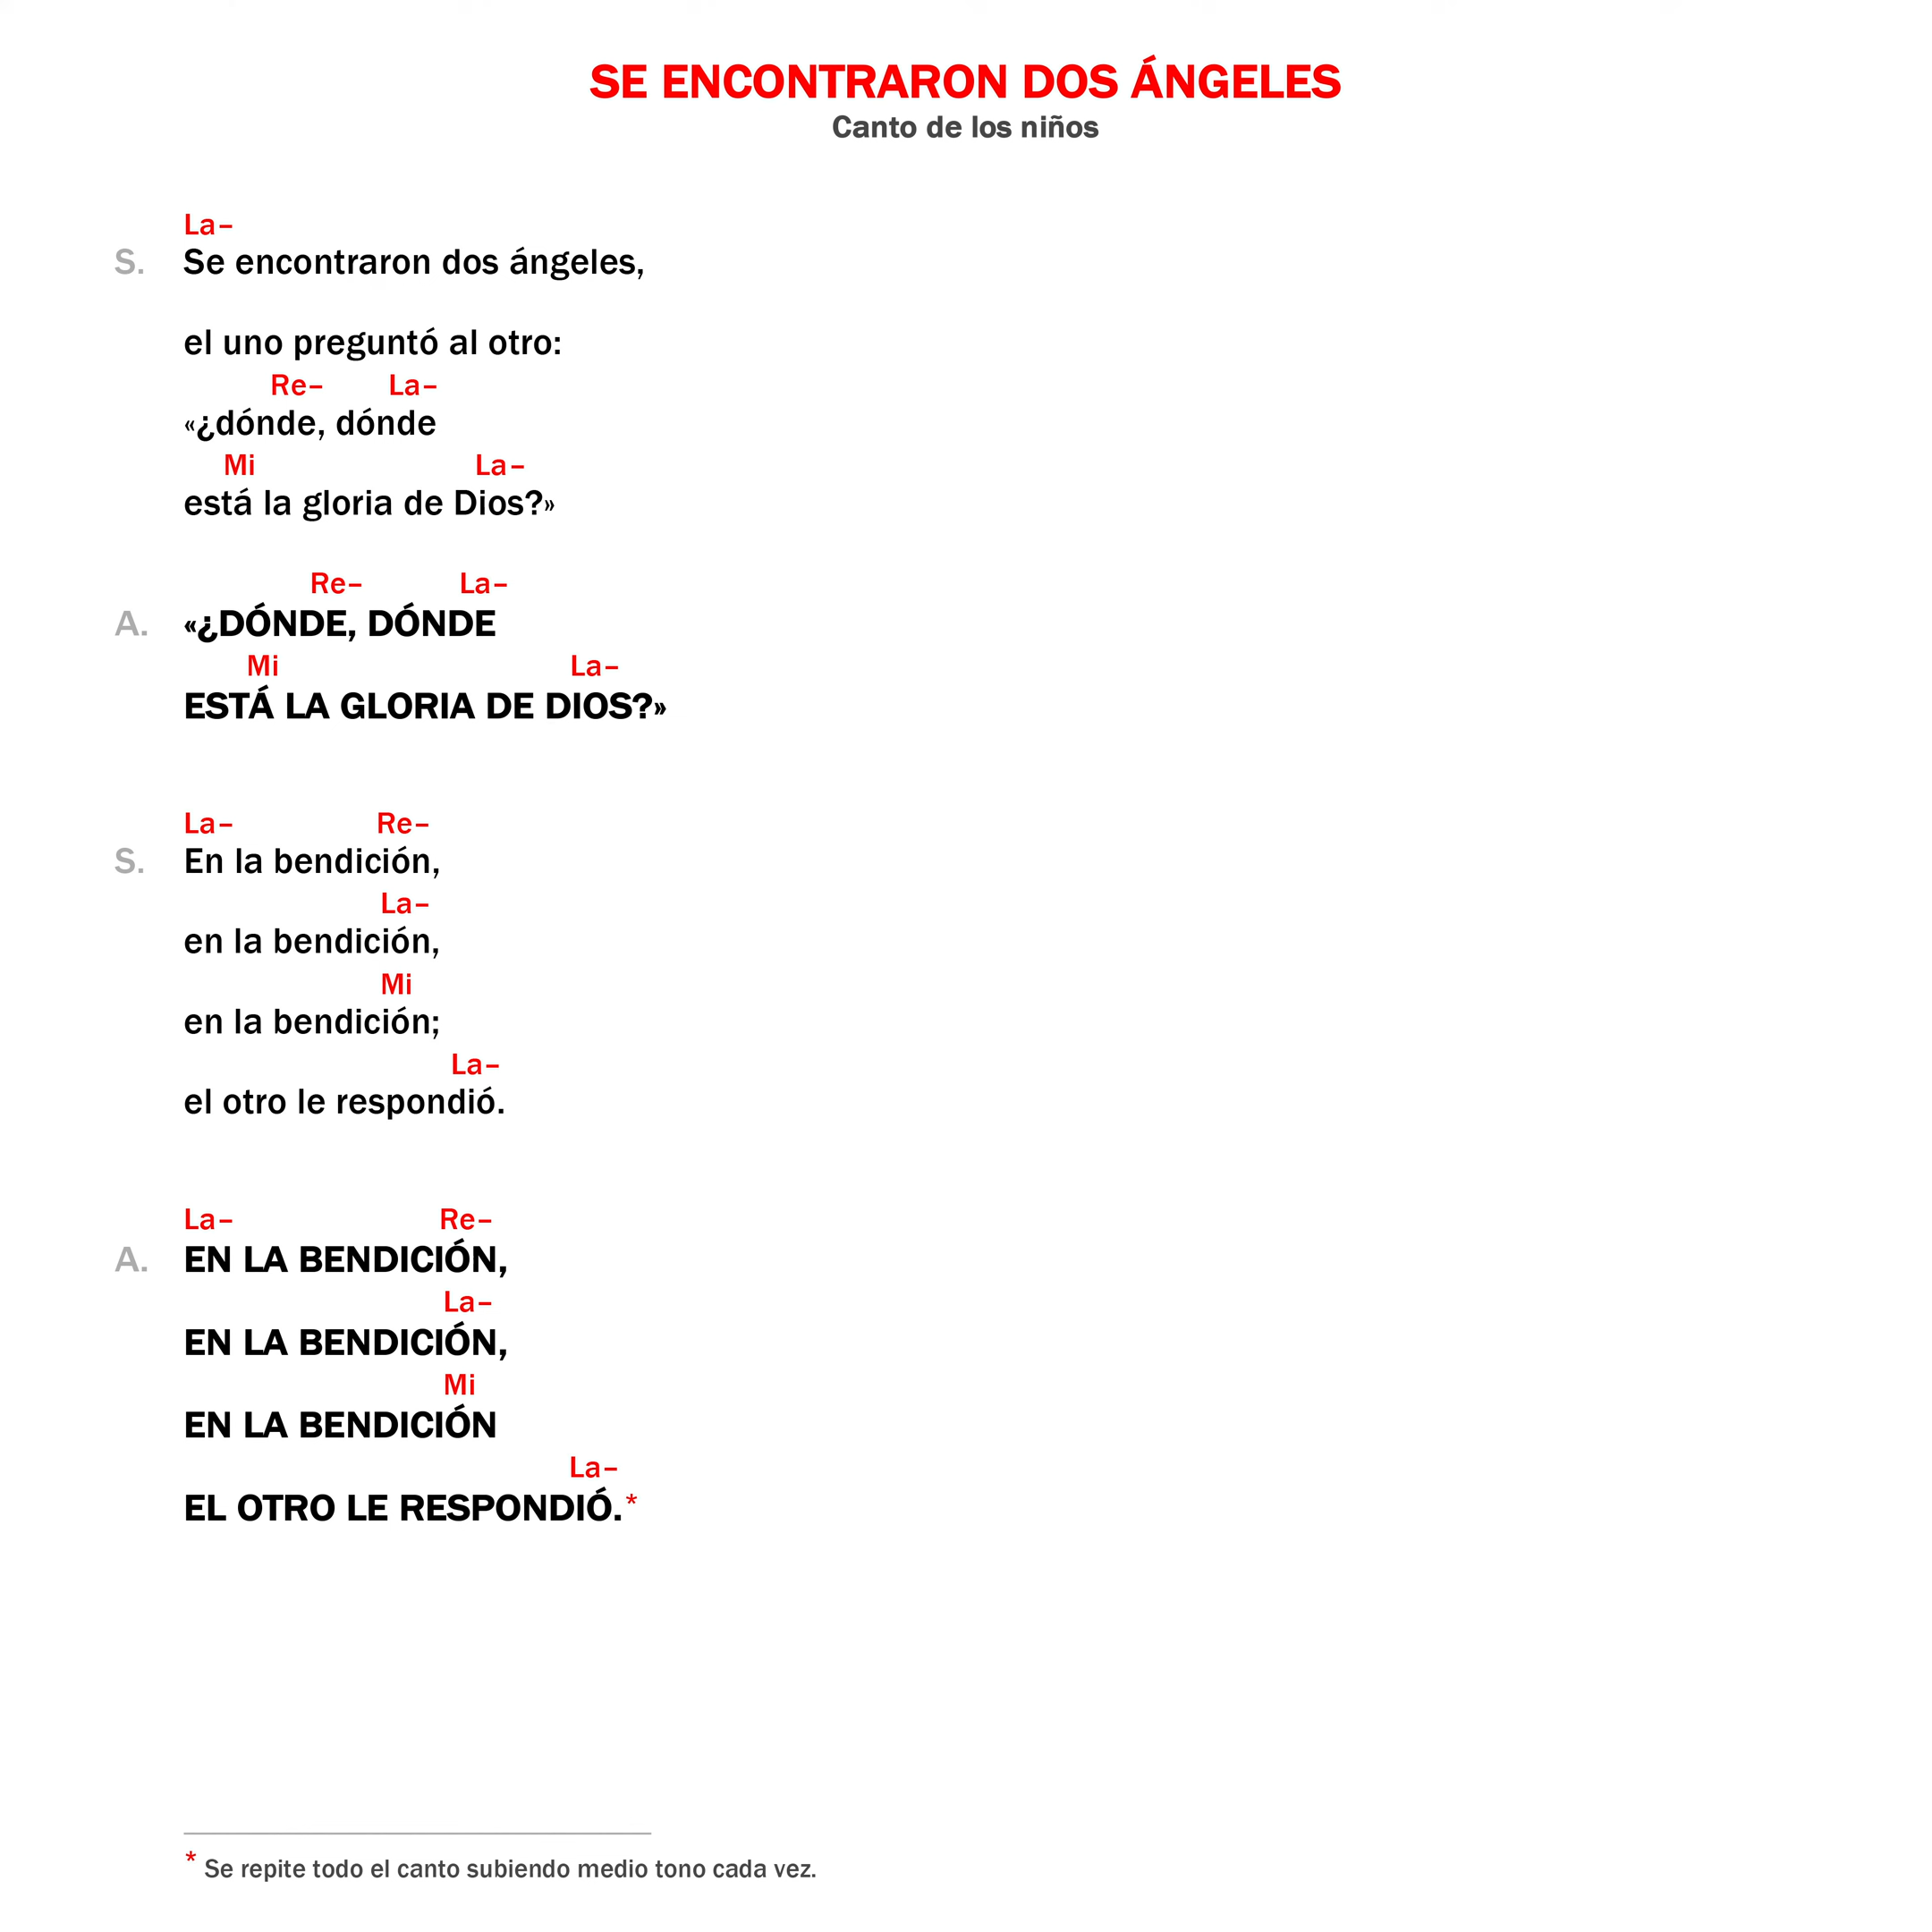 SE ENCONTRARON DOS ÁNGELES
Canto de los niños
La–
S. Se encontraron dos ángeles,
el uno preguntó al otro:
Re– La–
«¿dónde, dónde
Mi La–
está la gloria de Dios?»
Re– La–
A. «¿DÓNDE, DÓNDE
Mi La–
ESTÁ LA GLORIA DE DIOS?»
La– Re–
S. En la bendición,
La–
en la bendición,
Mi
en la bendición;
La–
el otro le respondió.
La– Re–
A. EN LA BENDICIÓN,
La–
EN LA BENDICIÓN,
Mi
EN LA BENDICIÓN
La–
EL OTRO LE RESPONDIÓ.*
* Se repite todo el canto subiendo medio tono cada vez.